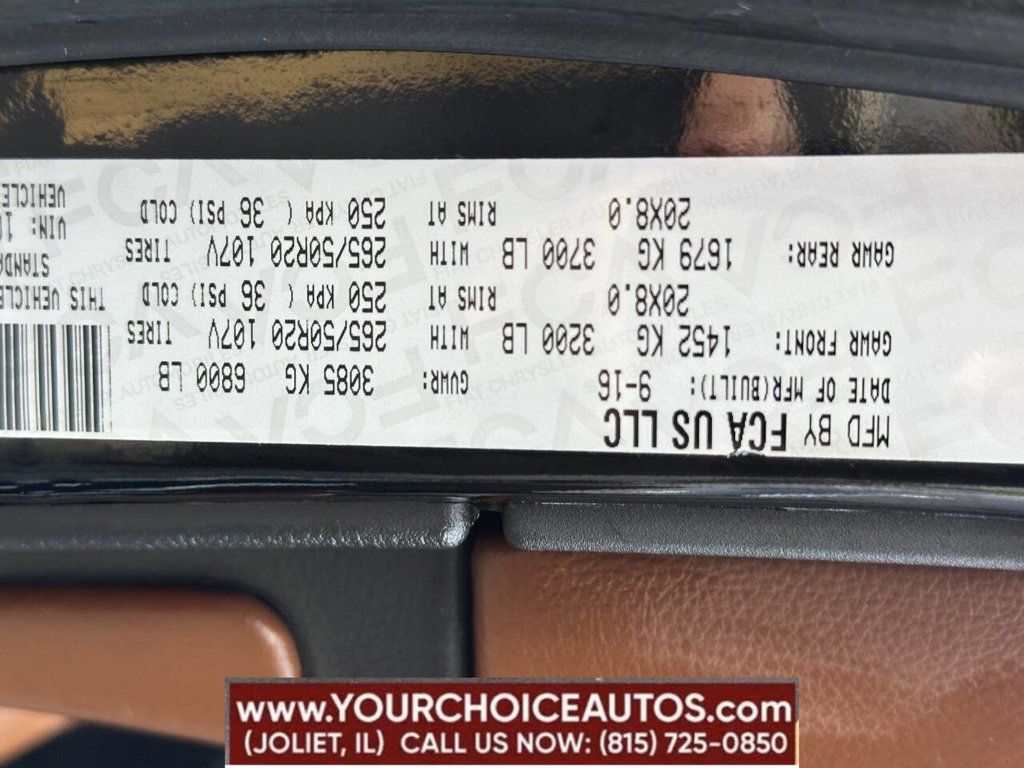 MFD BY FCA US LLC
DATE OF MFR(BUILT): 9-16 GVWR: 3085 KG 6800 LB
GAWR FRONT: 1452 KG 3200 LB WITH 265/50R20 107V TIRES
20X8.0 RIMS AT 250 KPA ( 36 PSI) COLD THIS VEHICLE
GAWR REAR: 1679 KG 3700 LB WITH 265/50R20 107V TIRES
20X8.0 RIMS AT 250 KPA ( 36 PSI) COLD
STANDA
VIN:
VEHICLE
www.YOURCHOICEAUTOS.com
(JOLIET, IL) CALL US NOW: (815) 725-0850